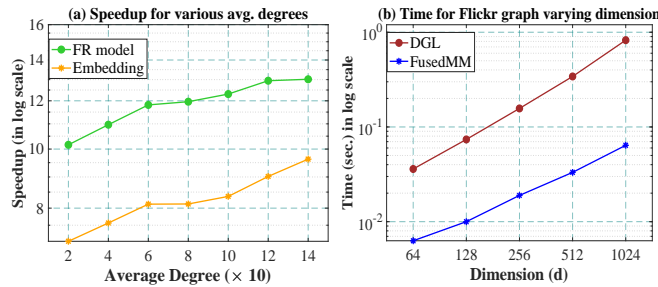 (a) Speedup for various avg. degrees
16
14
12
10
8
FR model
Embedding
Speedup (in log scale)
2 4 6 8 10 12 14
Average Degree (× 10)
(b) Time for Flickr graph varying dimension
10^0
10^-1
10^-2
DGL
FusedMM
Time (sec.) in log scale
64 128 256 512 1024
Dimension (d)